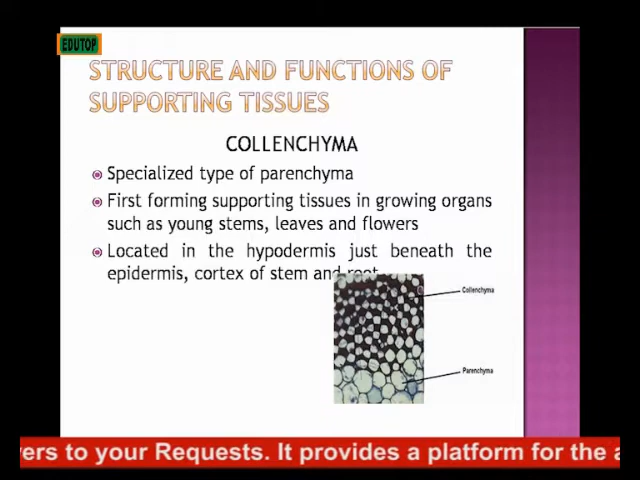 EDUTOP
STRUCTURE AND FUNCTIONS OF
SUPPORTING TISSUES
COLLENCHYMA
Specialized type of parenchyma
First forming supporting tissues in growing organs
such as young stems, leaves and flowers
Located in the hypodermis just beneath the
epidermis, cortex of stem and root
Collenchyma
Parenchyma
vers to your Requests. It provides a platform for the a